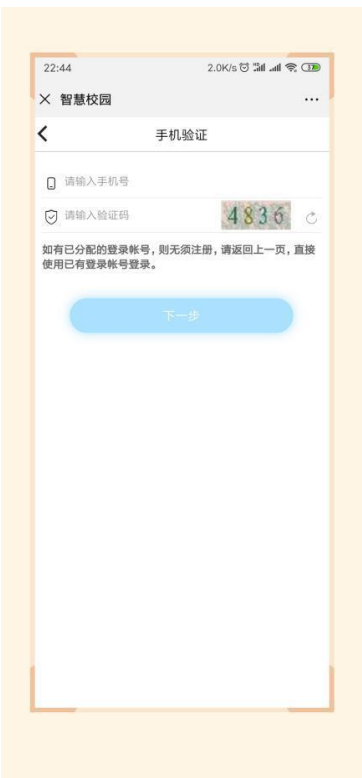 22:44 2.0K/s
智慧校园
手机验证
请输入手机号
请输入验证码 4836
如有已分配的登录帐号，则无须注册，请返回上一页，直接
使用已有登录帐号登录。
下一步